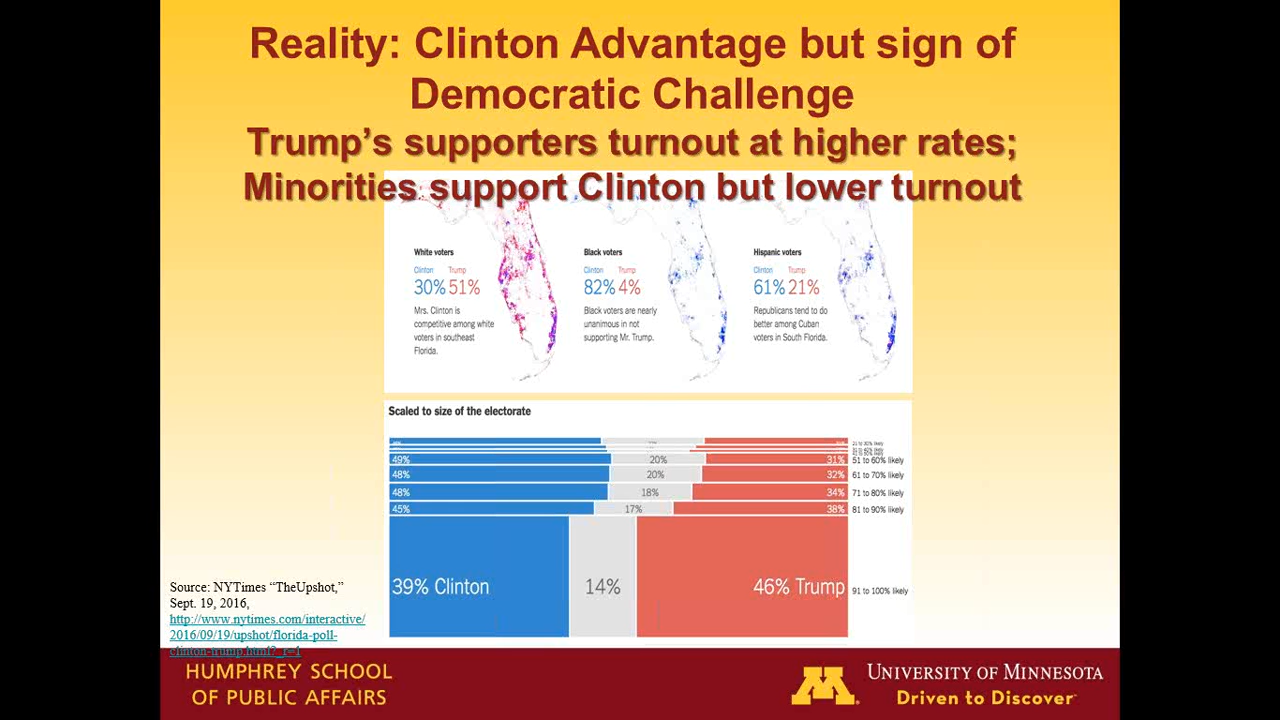 Reality: Clinton Advantage but sign of
Democratic Challenge
Trump’s supporters turnout at higher rates;
Minorities support Clinton but lower turnout
White voters
Clinton Trump
30% 51%
Mrs. Clinton is
competitive among white
voters in southeast
Florida.
Black voters
Clinton Trump
82% 4%
Black voters are nearly
unanimous in not
supporting Mr. Trump.
Hispanic voters
Clinton Trump
61% 21%
Republicans tend to do
better among Cuban
voters in South Florida.
Scaled to size of the electorate
49% 20% 31% 51 to 60% likely
48% 20% 32% 61 to 70% likely
48% 18% 34% 71 to 80% likely
45% 17% 38% 81 to 90% likely
39% Clinton 14% 46% Trump 91 to 100% likely
Source: NYTimes “TheUpshot,”
Sept. 19, 2016,
http://www.nytimes.com/interactive/
2016/09/19/upshot/florida-poll-
clinton-trump.html?_r=1
HUMPHREY SCHOOL
OF PUBLIC AFFAIRS
M
UNIVERSITY OF MINNESOTA
Driven to Discover